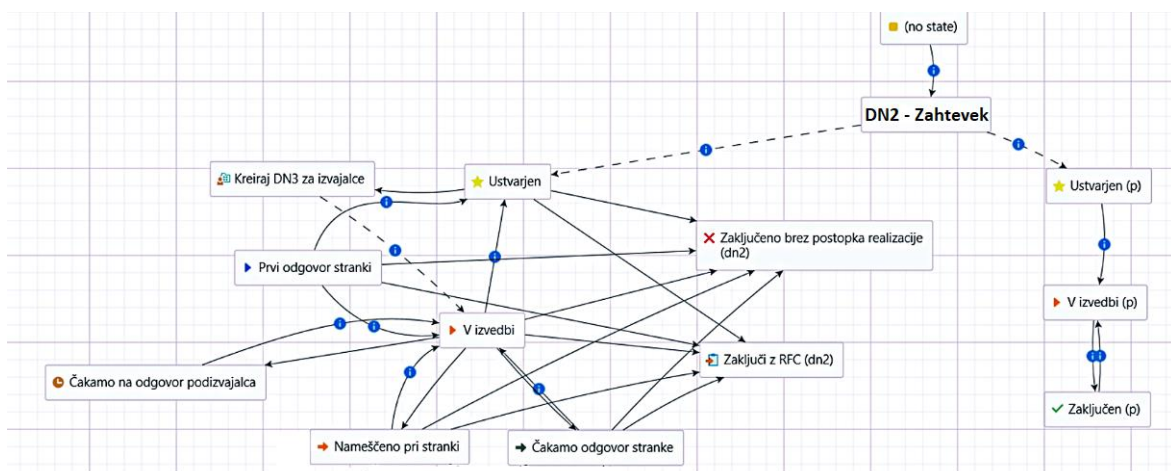 (no state)
DN2 - Zahtevek
Kreiraj DN3 za izvajalce
Ustvarjen
Ustvarjen (p)
Zaključeno brez postopka realizacije
(dn2)
Prvi odgovor stranki
V izvedbi
V izvedbi (p)
Zaključi z RFC (dn2)
Čakamo na odgovor podizvajalca
Zaključen (p)
Nameščeno pri stranki
Čakamo odgovor stranke